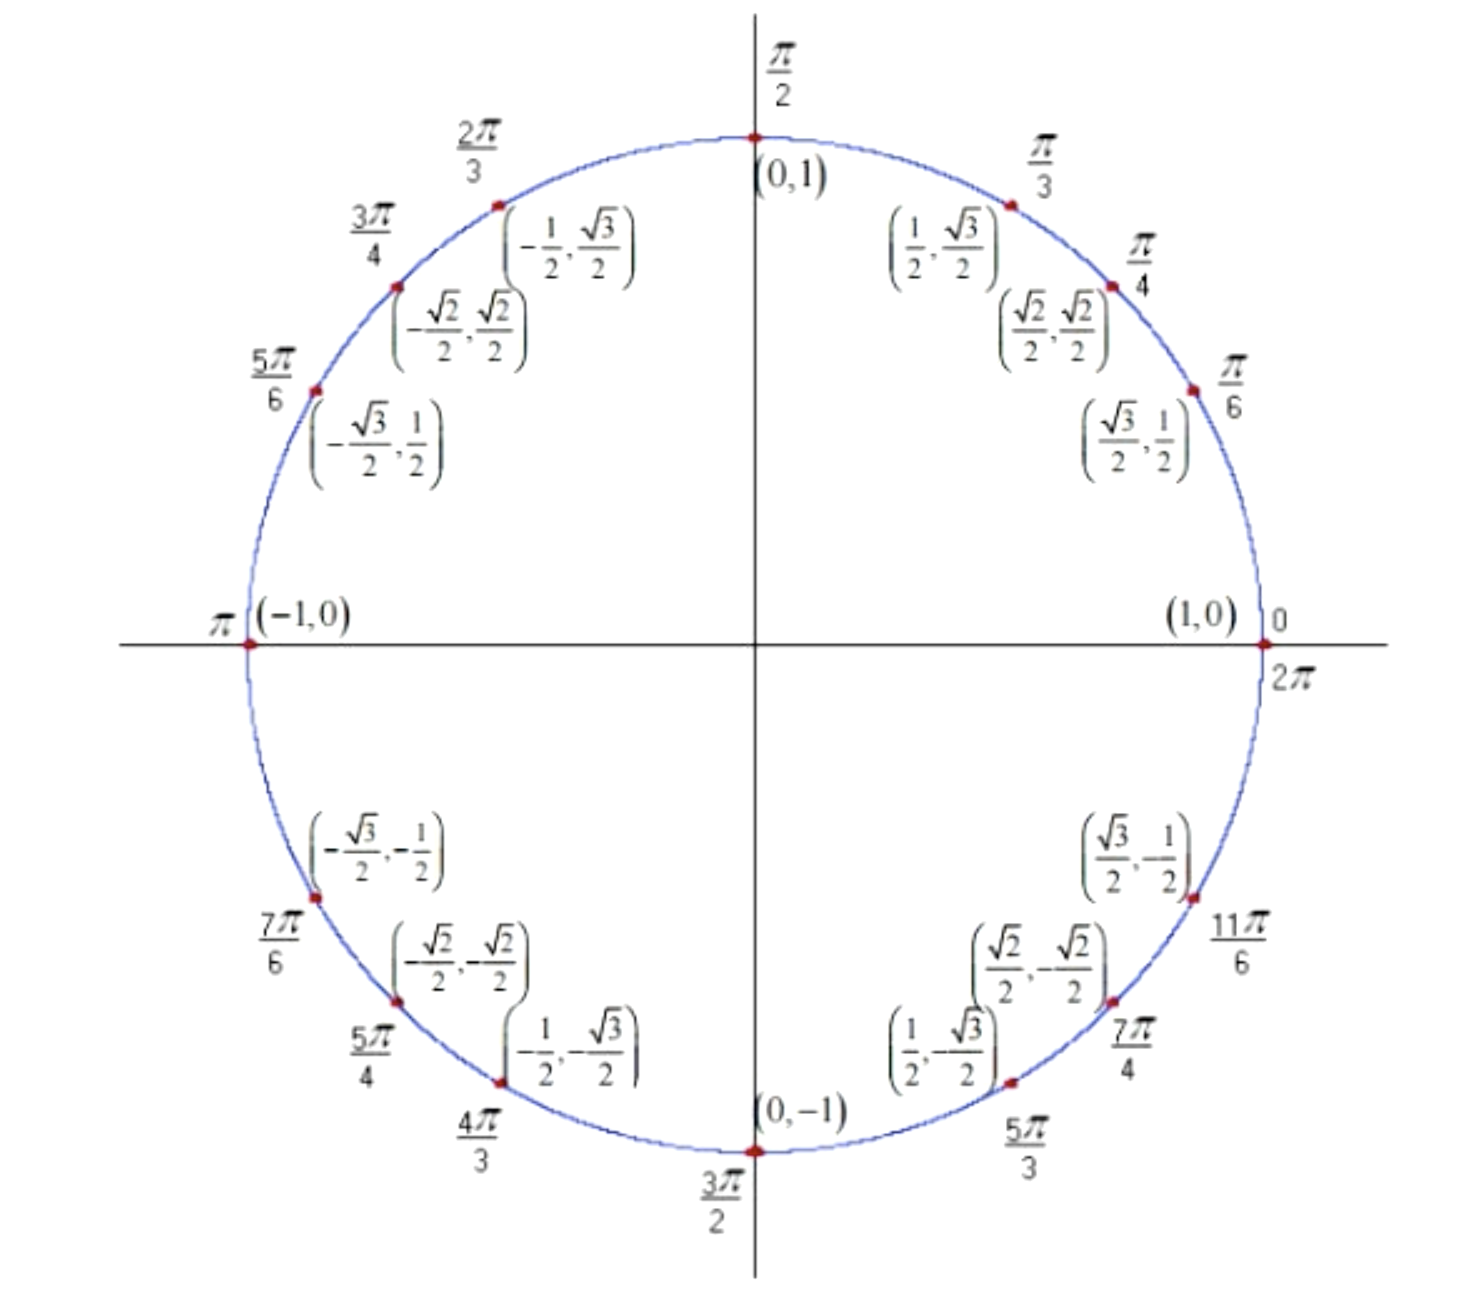 π/2
2π/3
π/3
(0,1)
3π/4
(-1/2, √3/2)
(1/2, √3/2)
π/4
(-√2/2, √2/2)
(√2/2, √2/2)
5π/6
π/6
(-√3/2, 1/2)
(√3/2, 1/2)
π (-1,0)
(1,0) 0
2π
(-√3/2, -1/2)
(√3/2, -1/2)
7π/6
11π/6
(-√2/2, -√2/2)
(√2/2, -√2/2)
5π/4
7π/4
(-1/2, -√3/2)
(1/2, -√3/2)
4π/3
(0,-1)
5π/3
3π/2